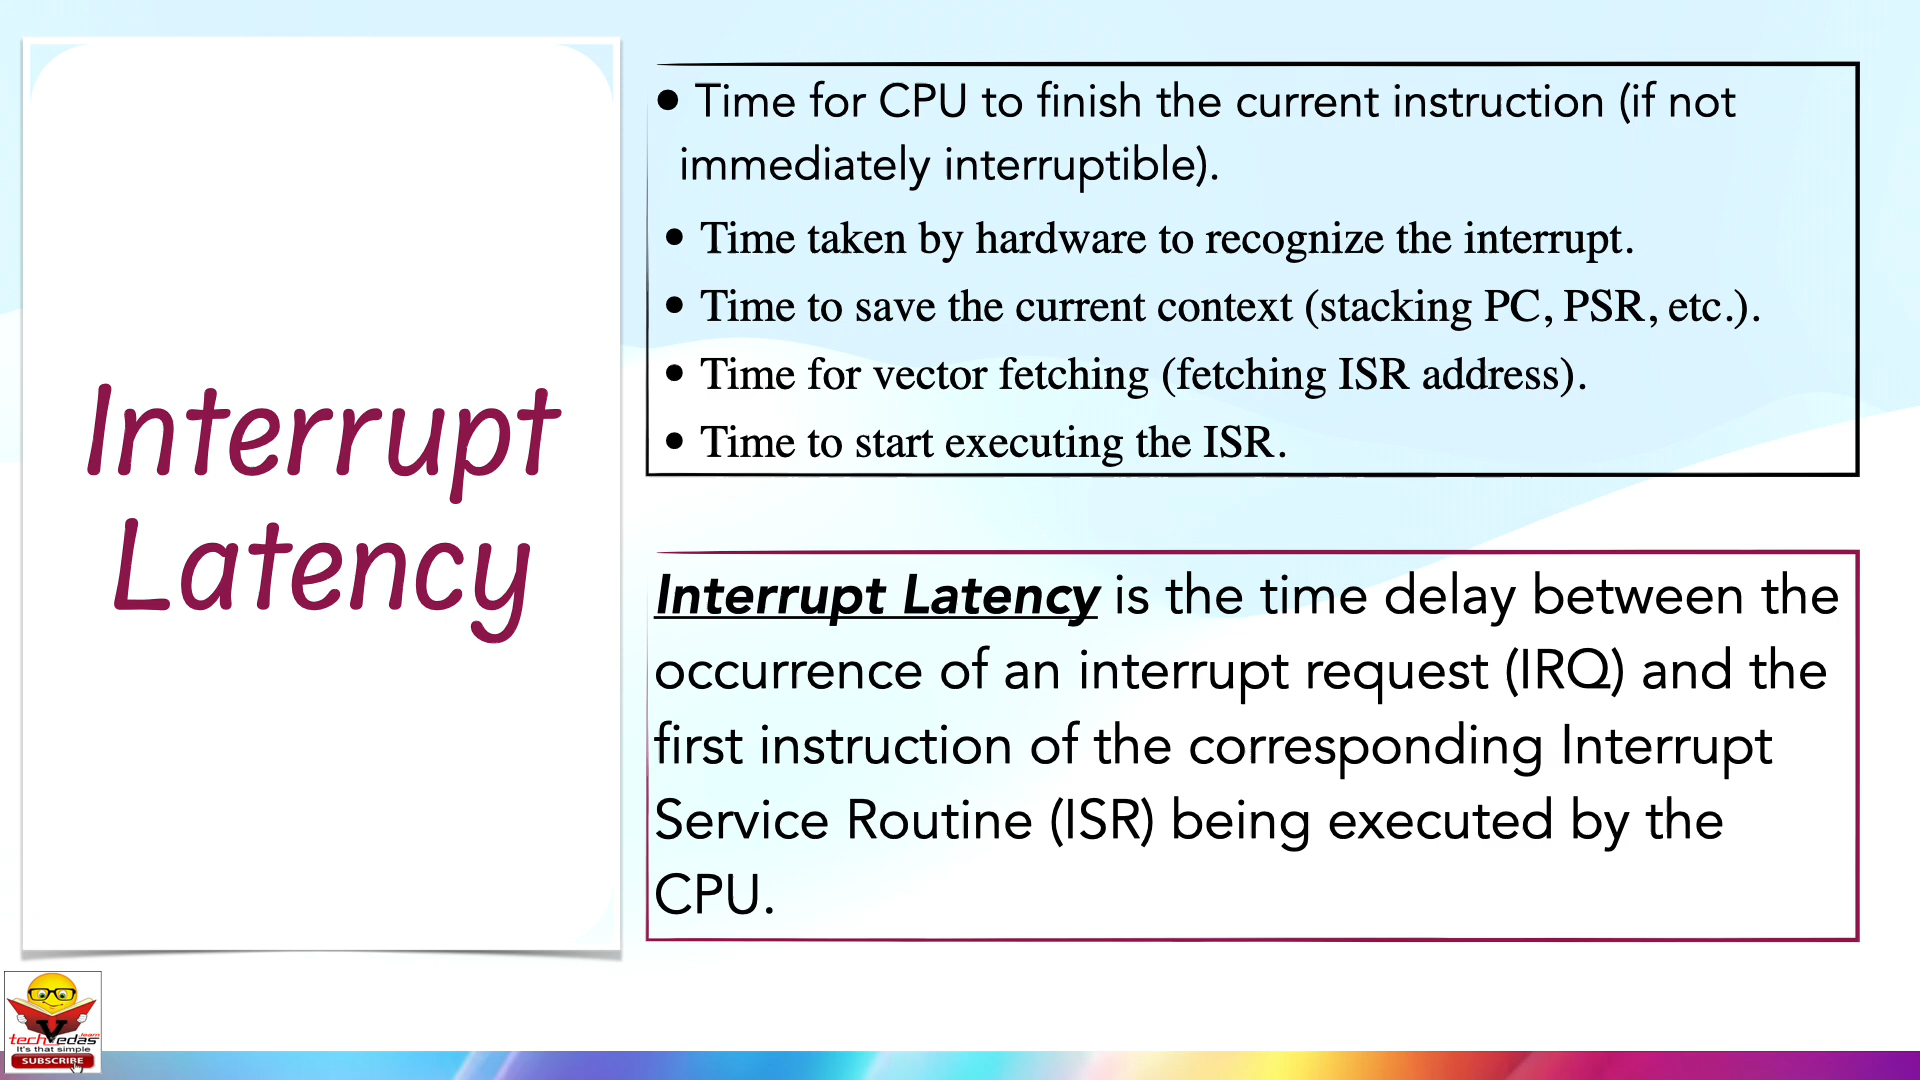 Interrupt
Latency
• Time for CPU to finish the current instruction (if not
immediately interruptible).
• Time taken by hardware to recognize the interrupt.
• Time to save the current context (stacking PC, PSR, etc.).
• Time for vector fetching (fetching ISR address).
• Time to start executing the ISR.
Interrupt Latency is the time delay between the
occurrence of an interrupt request (IRQ) and the
first instruction of the corresponding Interrupt
Service Routine (ISR) being executed by the
CPU.
learn
techVedas
It's that simple
SUBSCRIBE